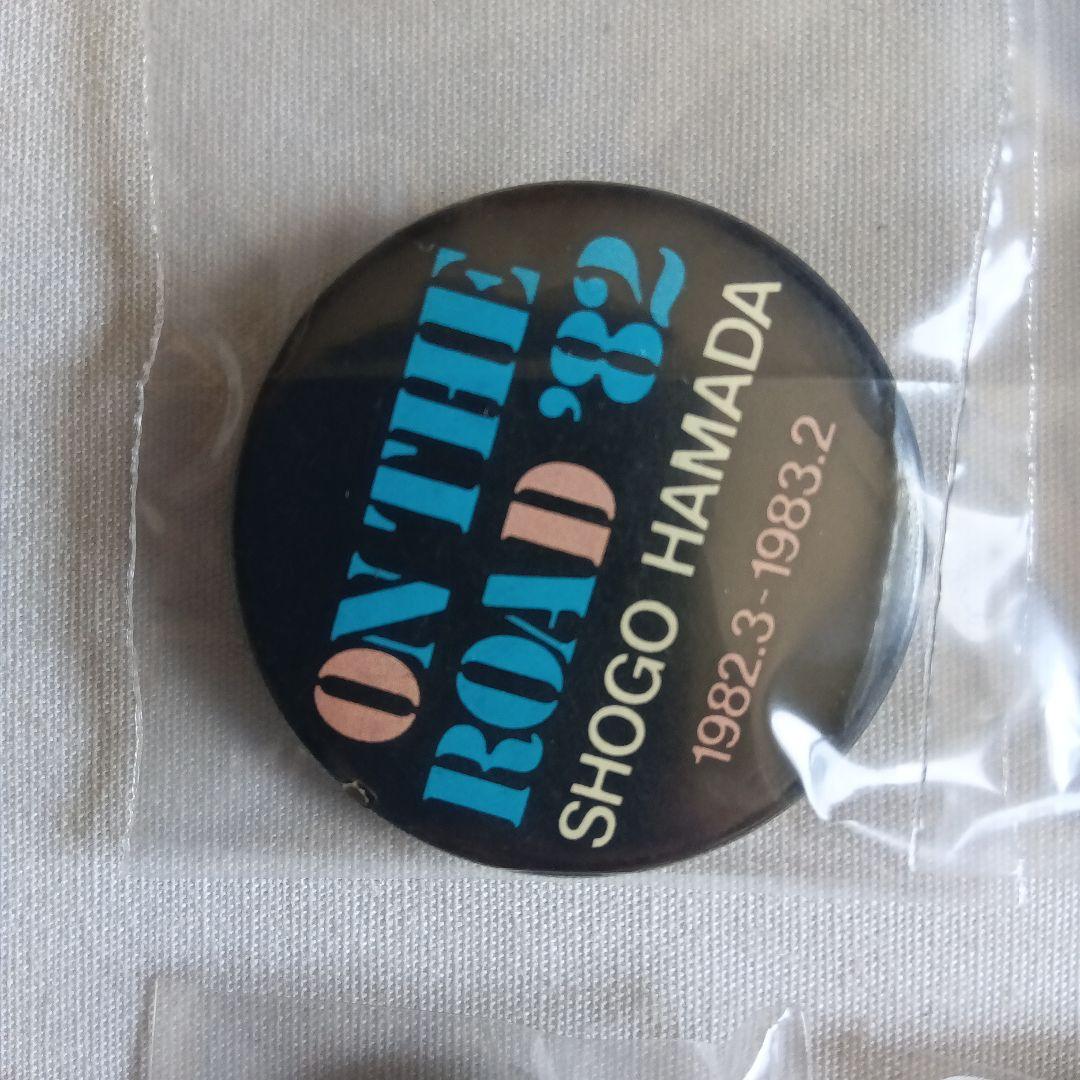 ON THE
ROAD '82
SHOGO HAMADA
1982.3~1983.2